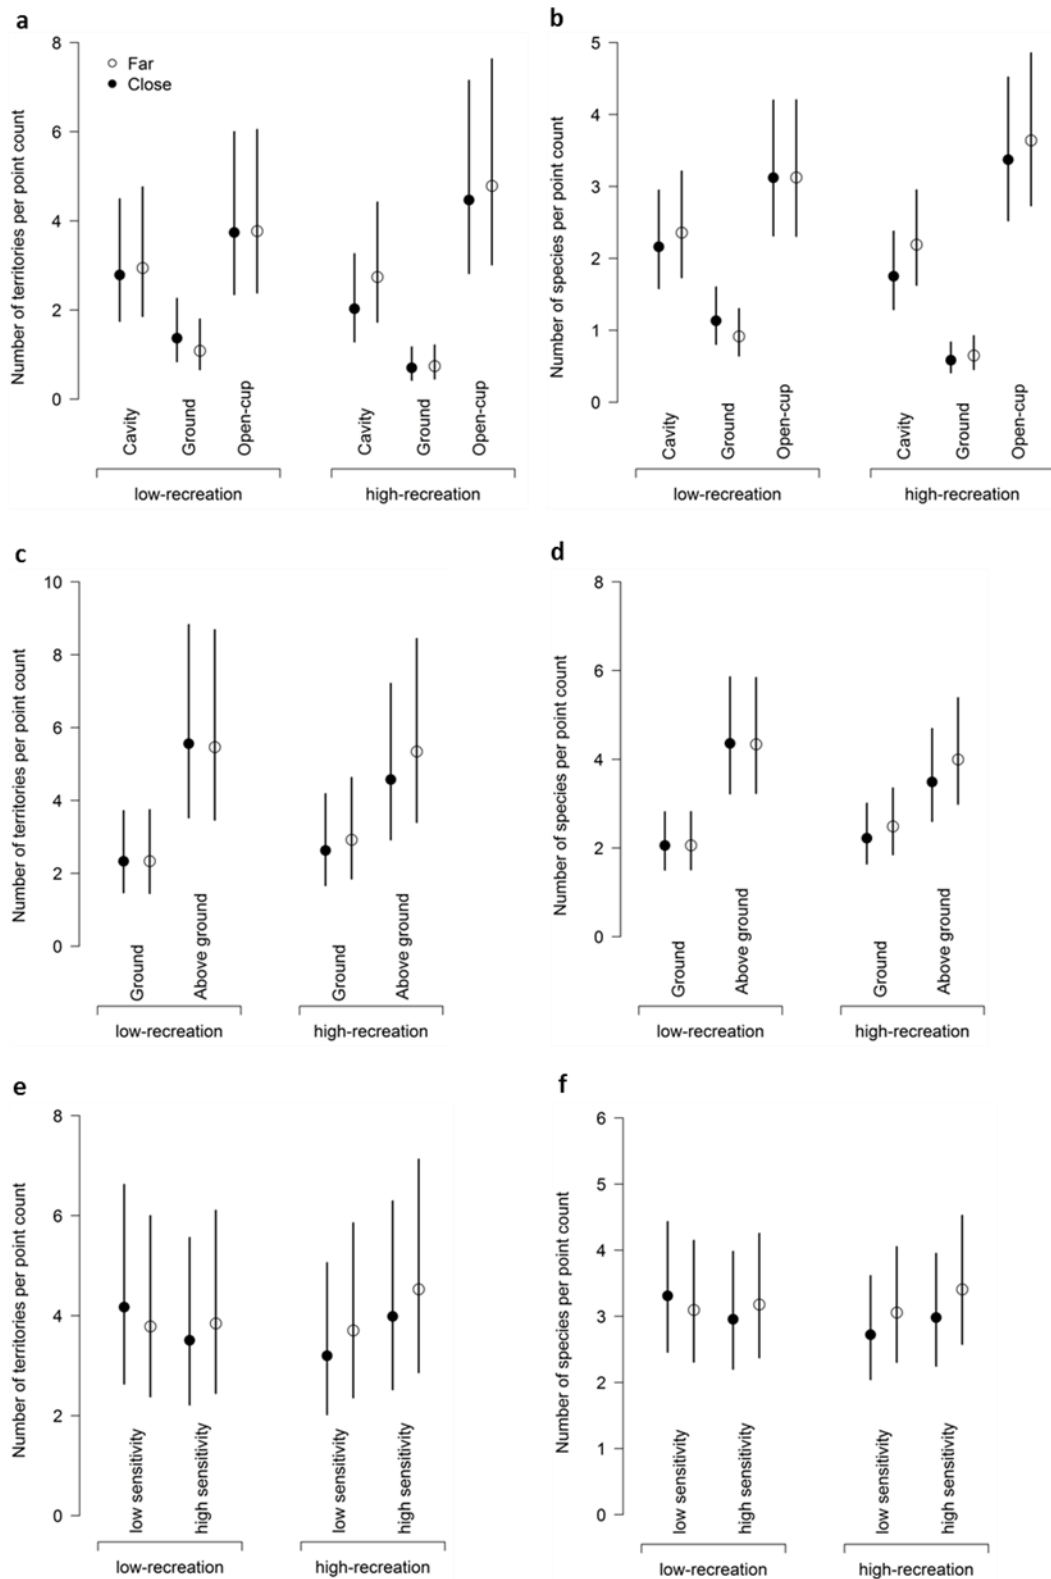 a
Number of territories per point count
8
6
4
2
0
Far
Close
Cavity
Ground
Open-cup
low-recreation
Cavity
Ground
Open-cup
high-recreation
b
Number of species per point count
5
4
3
2
1
0
Cavity
Ground
Open-cup
low-recreation
Cavity
Ground
Open-cup
high-recreation
c
Number of territories per point count
10
8
6
4
2
0
Ground
Above ground
low-recreation
Ground
Above ground
high-recreation
d
Number of species per point count
8
6
4
2
0
Ground
Above ground
low-recreation
Ground
Above ground
high-recreation
e
Number of territories per point count
8
6
4
2
0
low sensitivity
high sensitivity
low-recreation
low sensitivity
high sensitivity
high-recreation
f
Number of species per point count
6
5
4
3
2
1
0
low sensitivity
high sensitivity
low-recreation
low sensitivity
high sensitivity
high-recreation